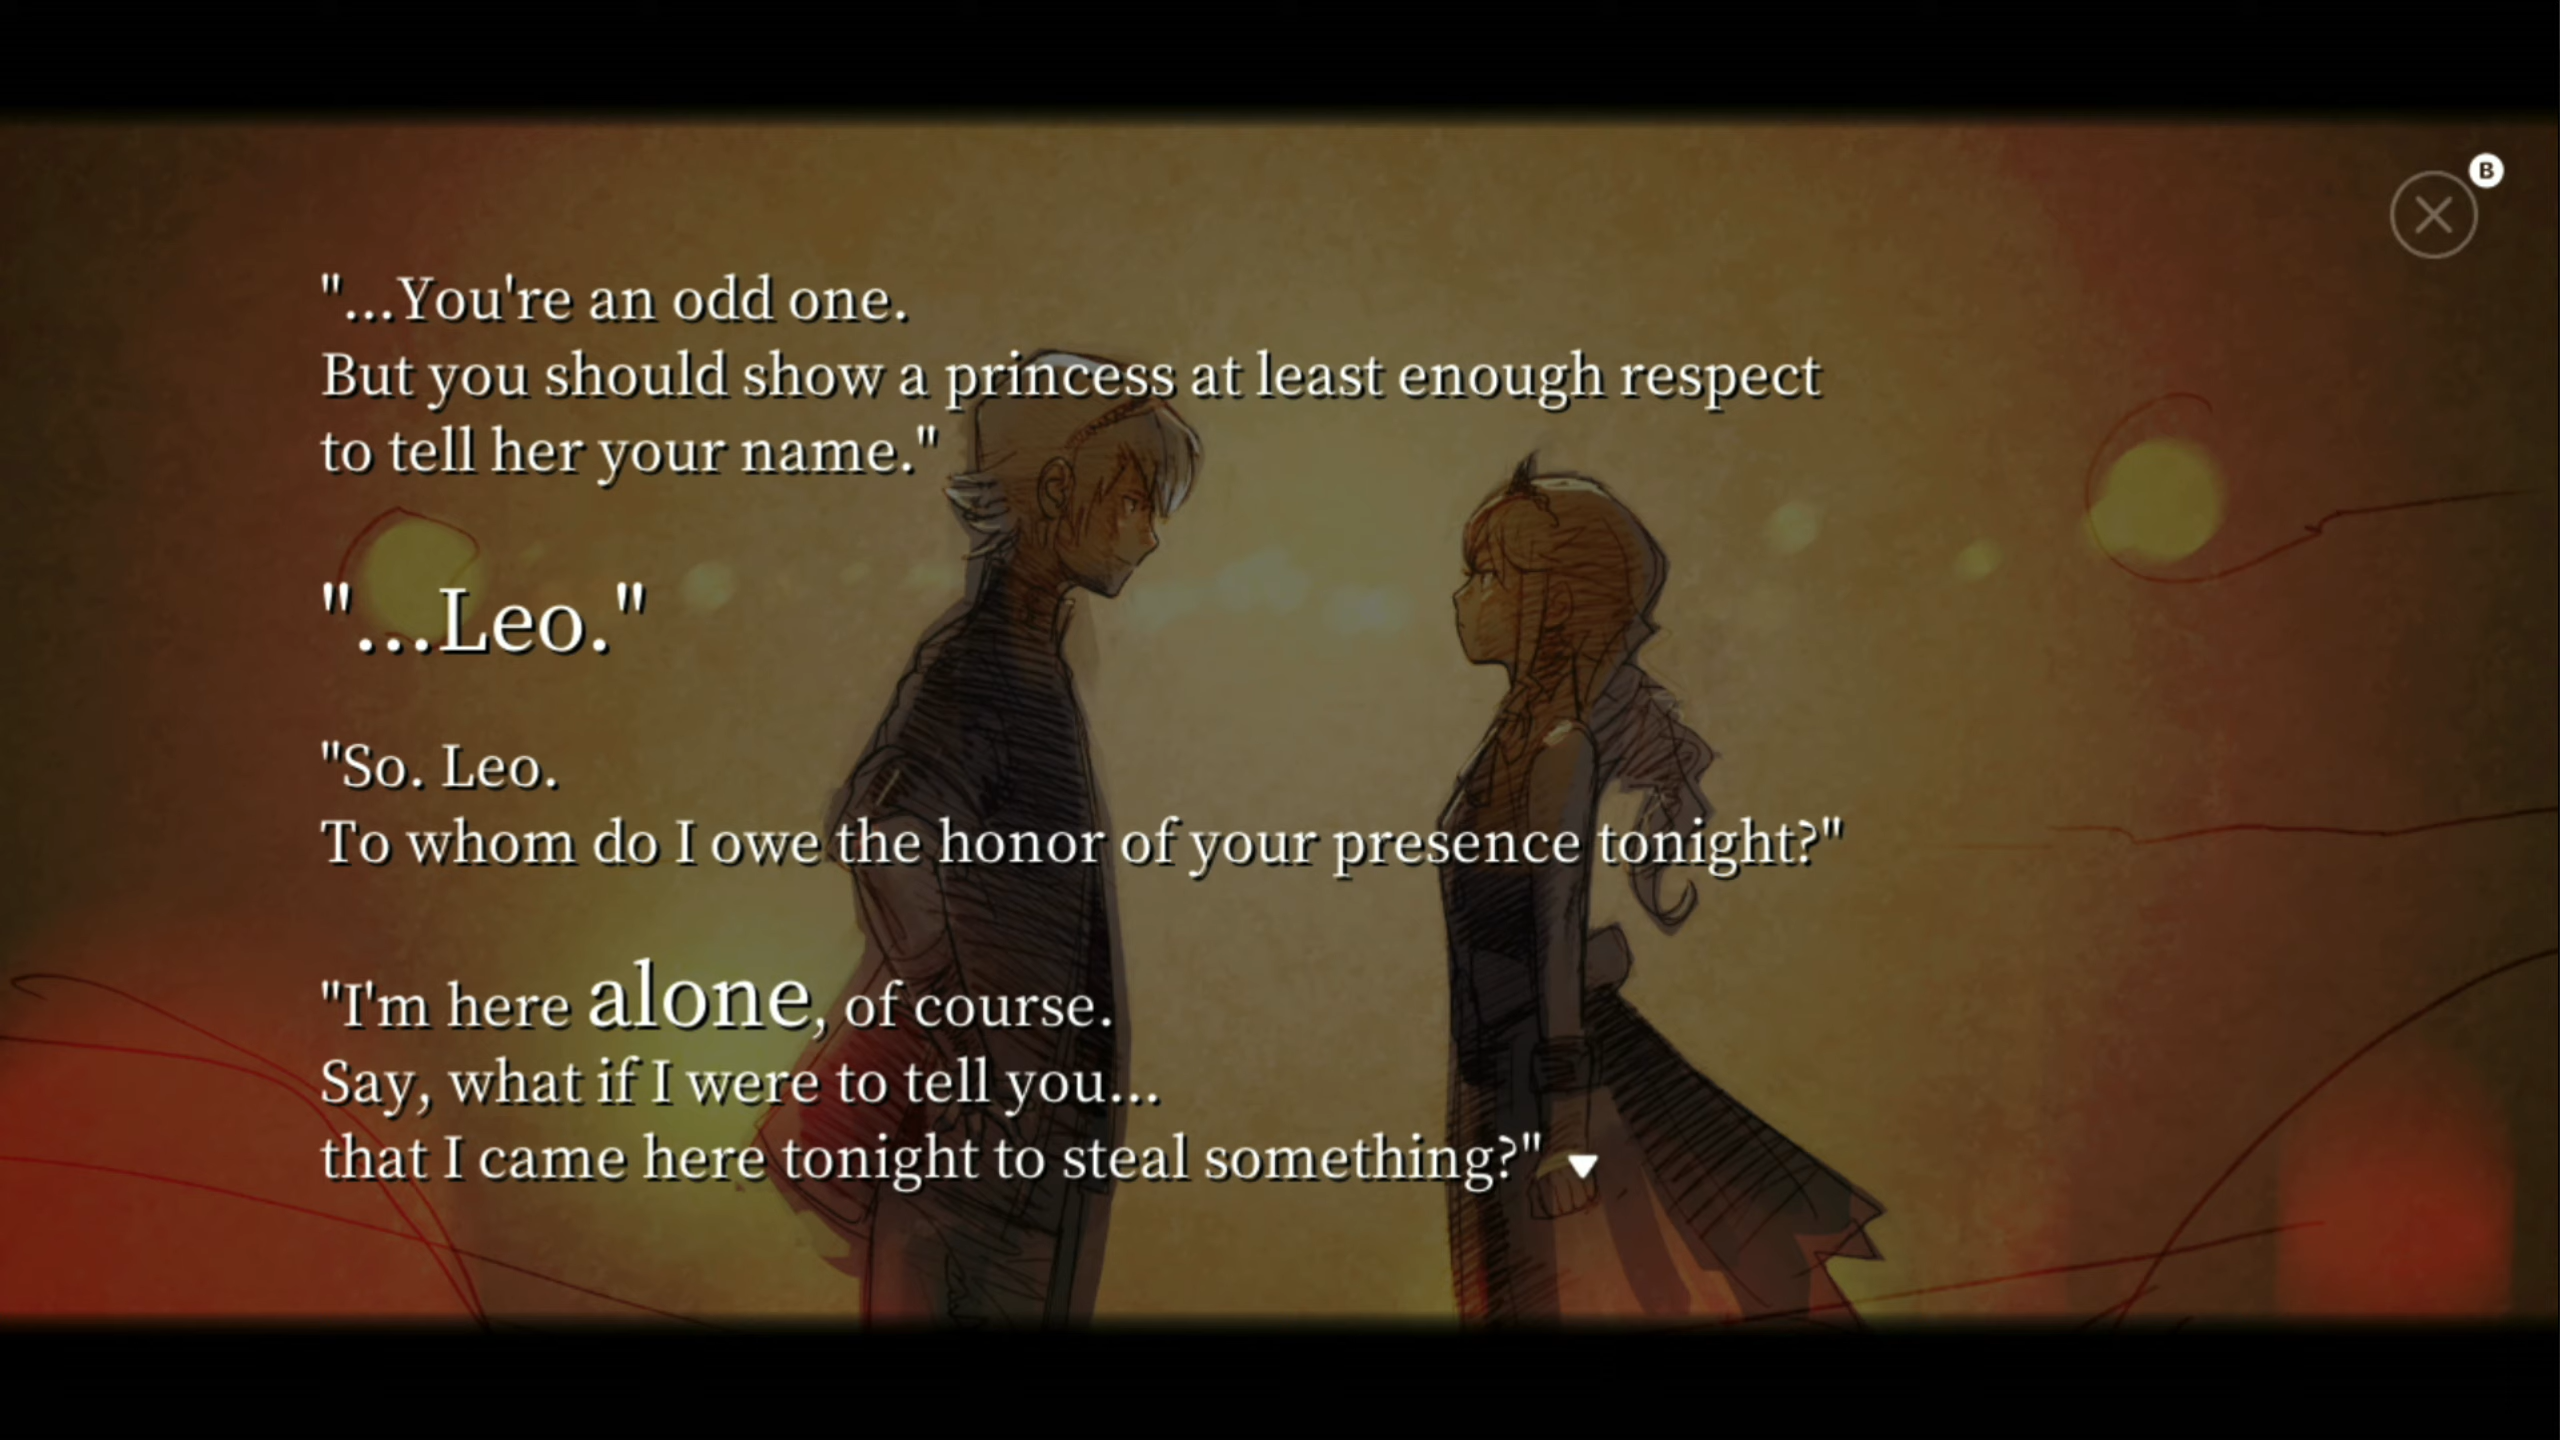 B
"...You're an odd one.
But you should show a princess at least enough respect
to tell her your name."
"...Leo."
"So. Leo.
To whom do I owe the honor of your presence tonight?"
"I'm here alone, of course.
Say, what if I were to tell you...
that I came here tonight to steal something?"